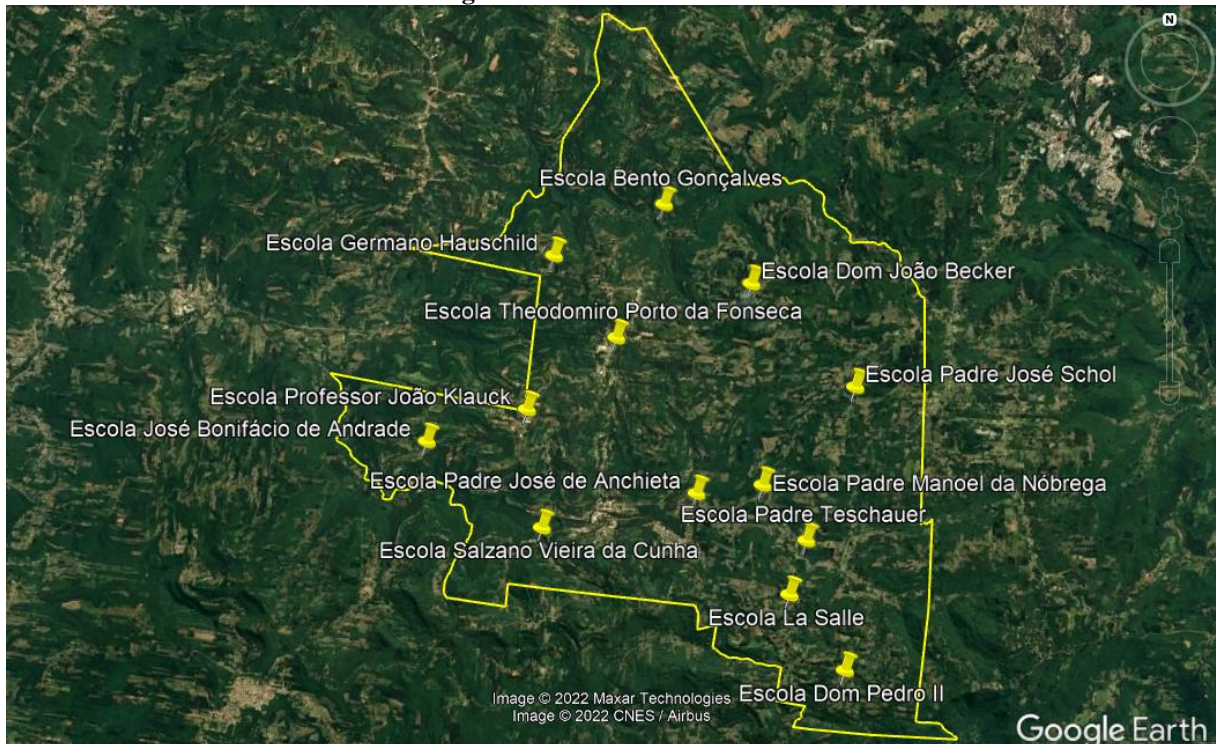 N
Escola Bento Gonçalves
Escola Germano Hauschild
Escola Dom João Becker
Escola Theodomiro Porto da Fonseca
Escola Padre José Schol
Escola Professor João Klauck
Escola José Bonifácio de Andrade
Escola Padre José de Anchieta
Escola Padre Manoel da Nóbrega
Escola Padre Teschauer
Escola Salzano Vieira da Cunha
Escola La Salle
Escola Dom Pedro II
Image © 2022 Maxar Technologies
Image © 2022 CNES / Airbus
Google Earth